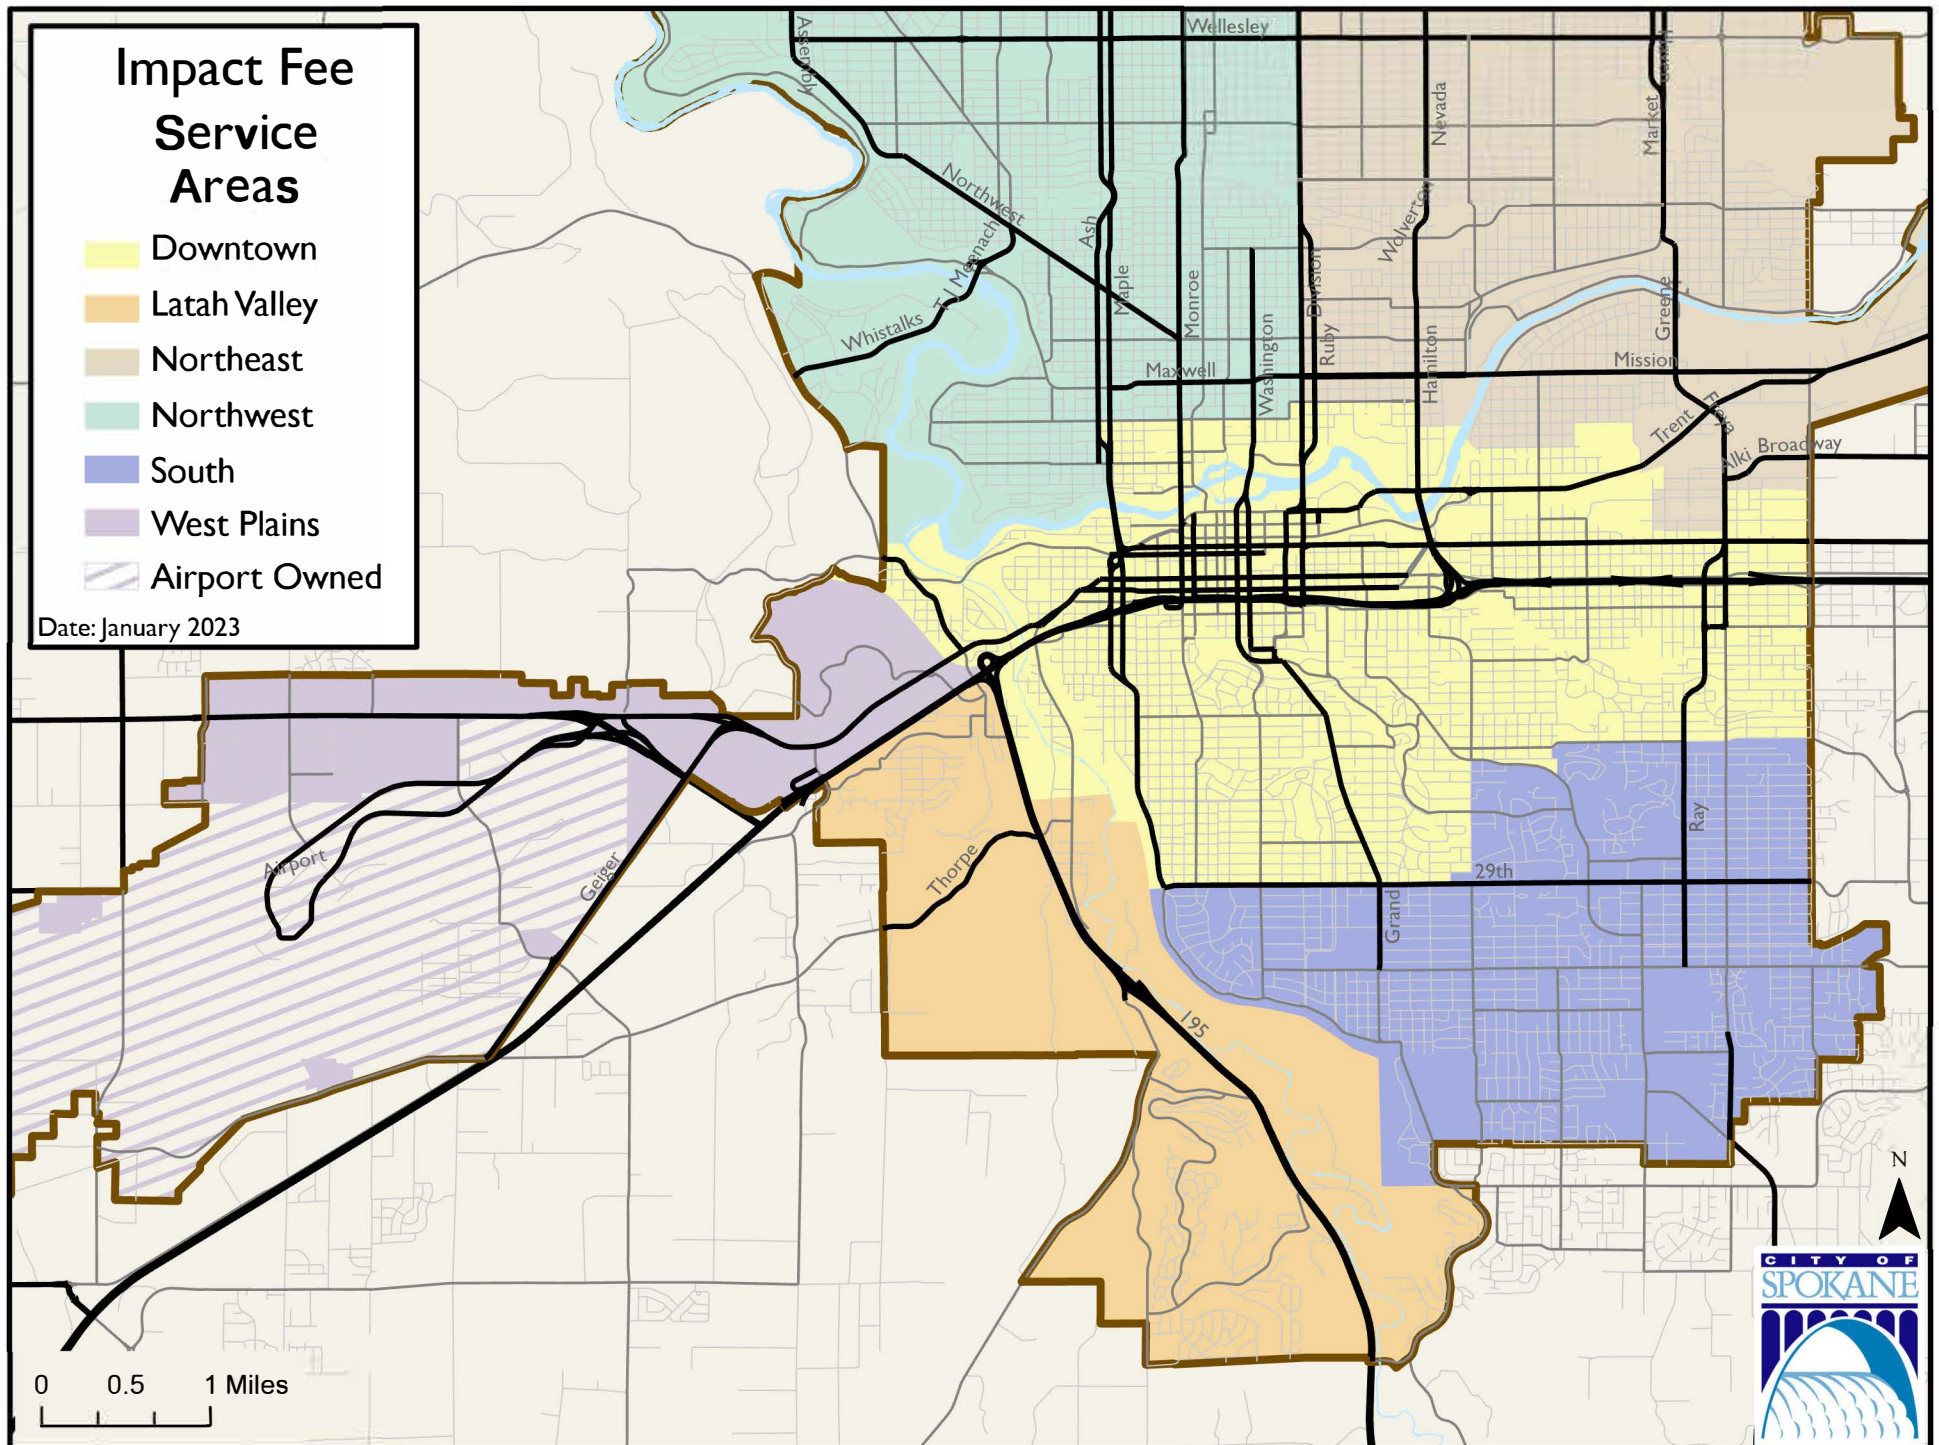 Impact Fee
Service
Areas
Downtown
Latah Valley
Northeast
Northwest
South
West Plains
Airport Owned
Date: January 2023
Wellesley
Assembly
Nevada
Market
Northwest
Ash
Wolverton
T J Meenach
Maple
Monroe
Division
Greene
Whistalks
Washington
Ruby
Hamilton
Mission
Maxwell
Freya
Trent
Alki
Broadway
Airport
Geiger
Thorpe
Ray
29th
Grand
195
N
CITY OF
SPOKANE
0 0.5 1 Miles